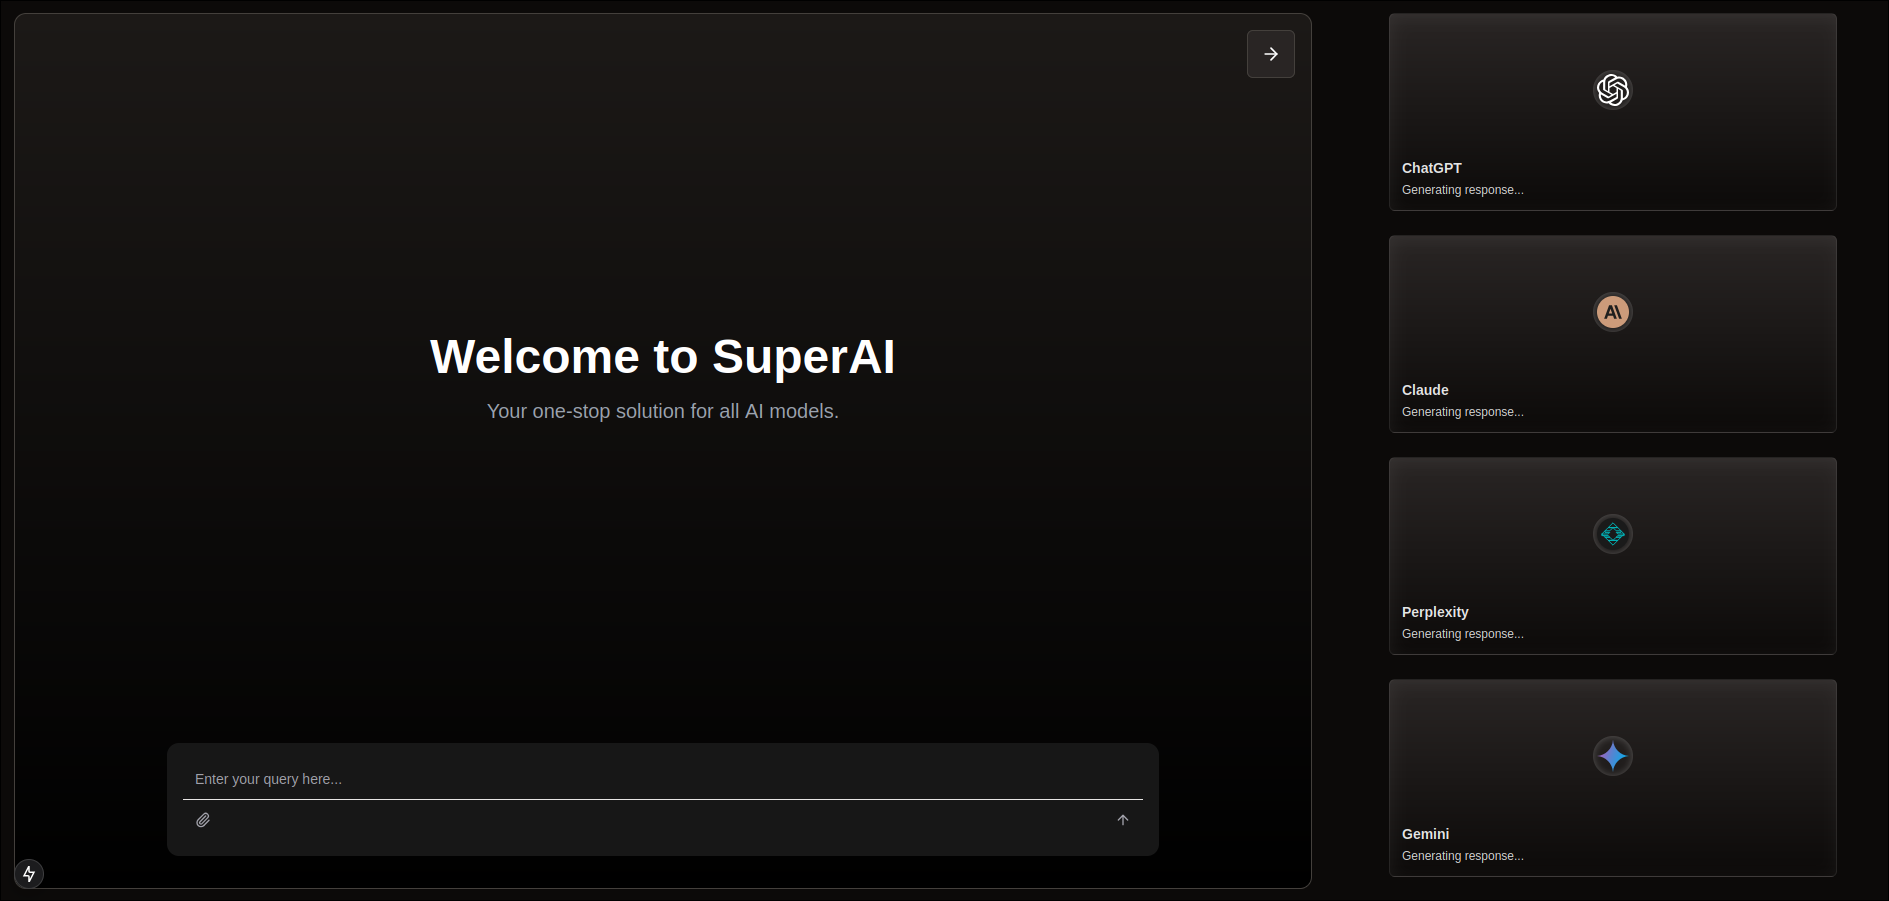 Welcome to SuperAI
Your one-stop solution for all AI models.
Enter your query here...
ChatGPT
Generating response...
Claude
Generating response...
Perplexity
Generating response...
Gemini
Generating response...